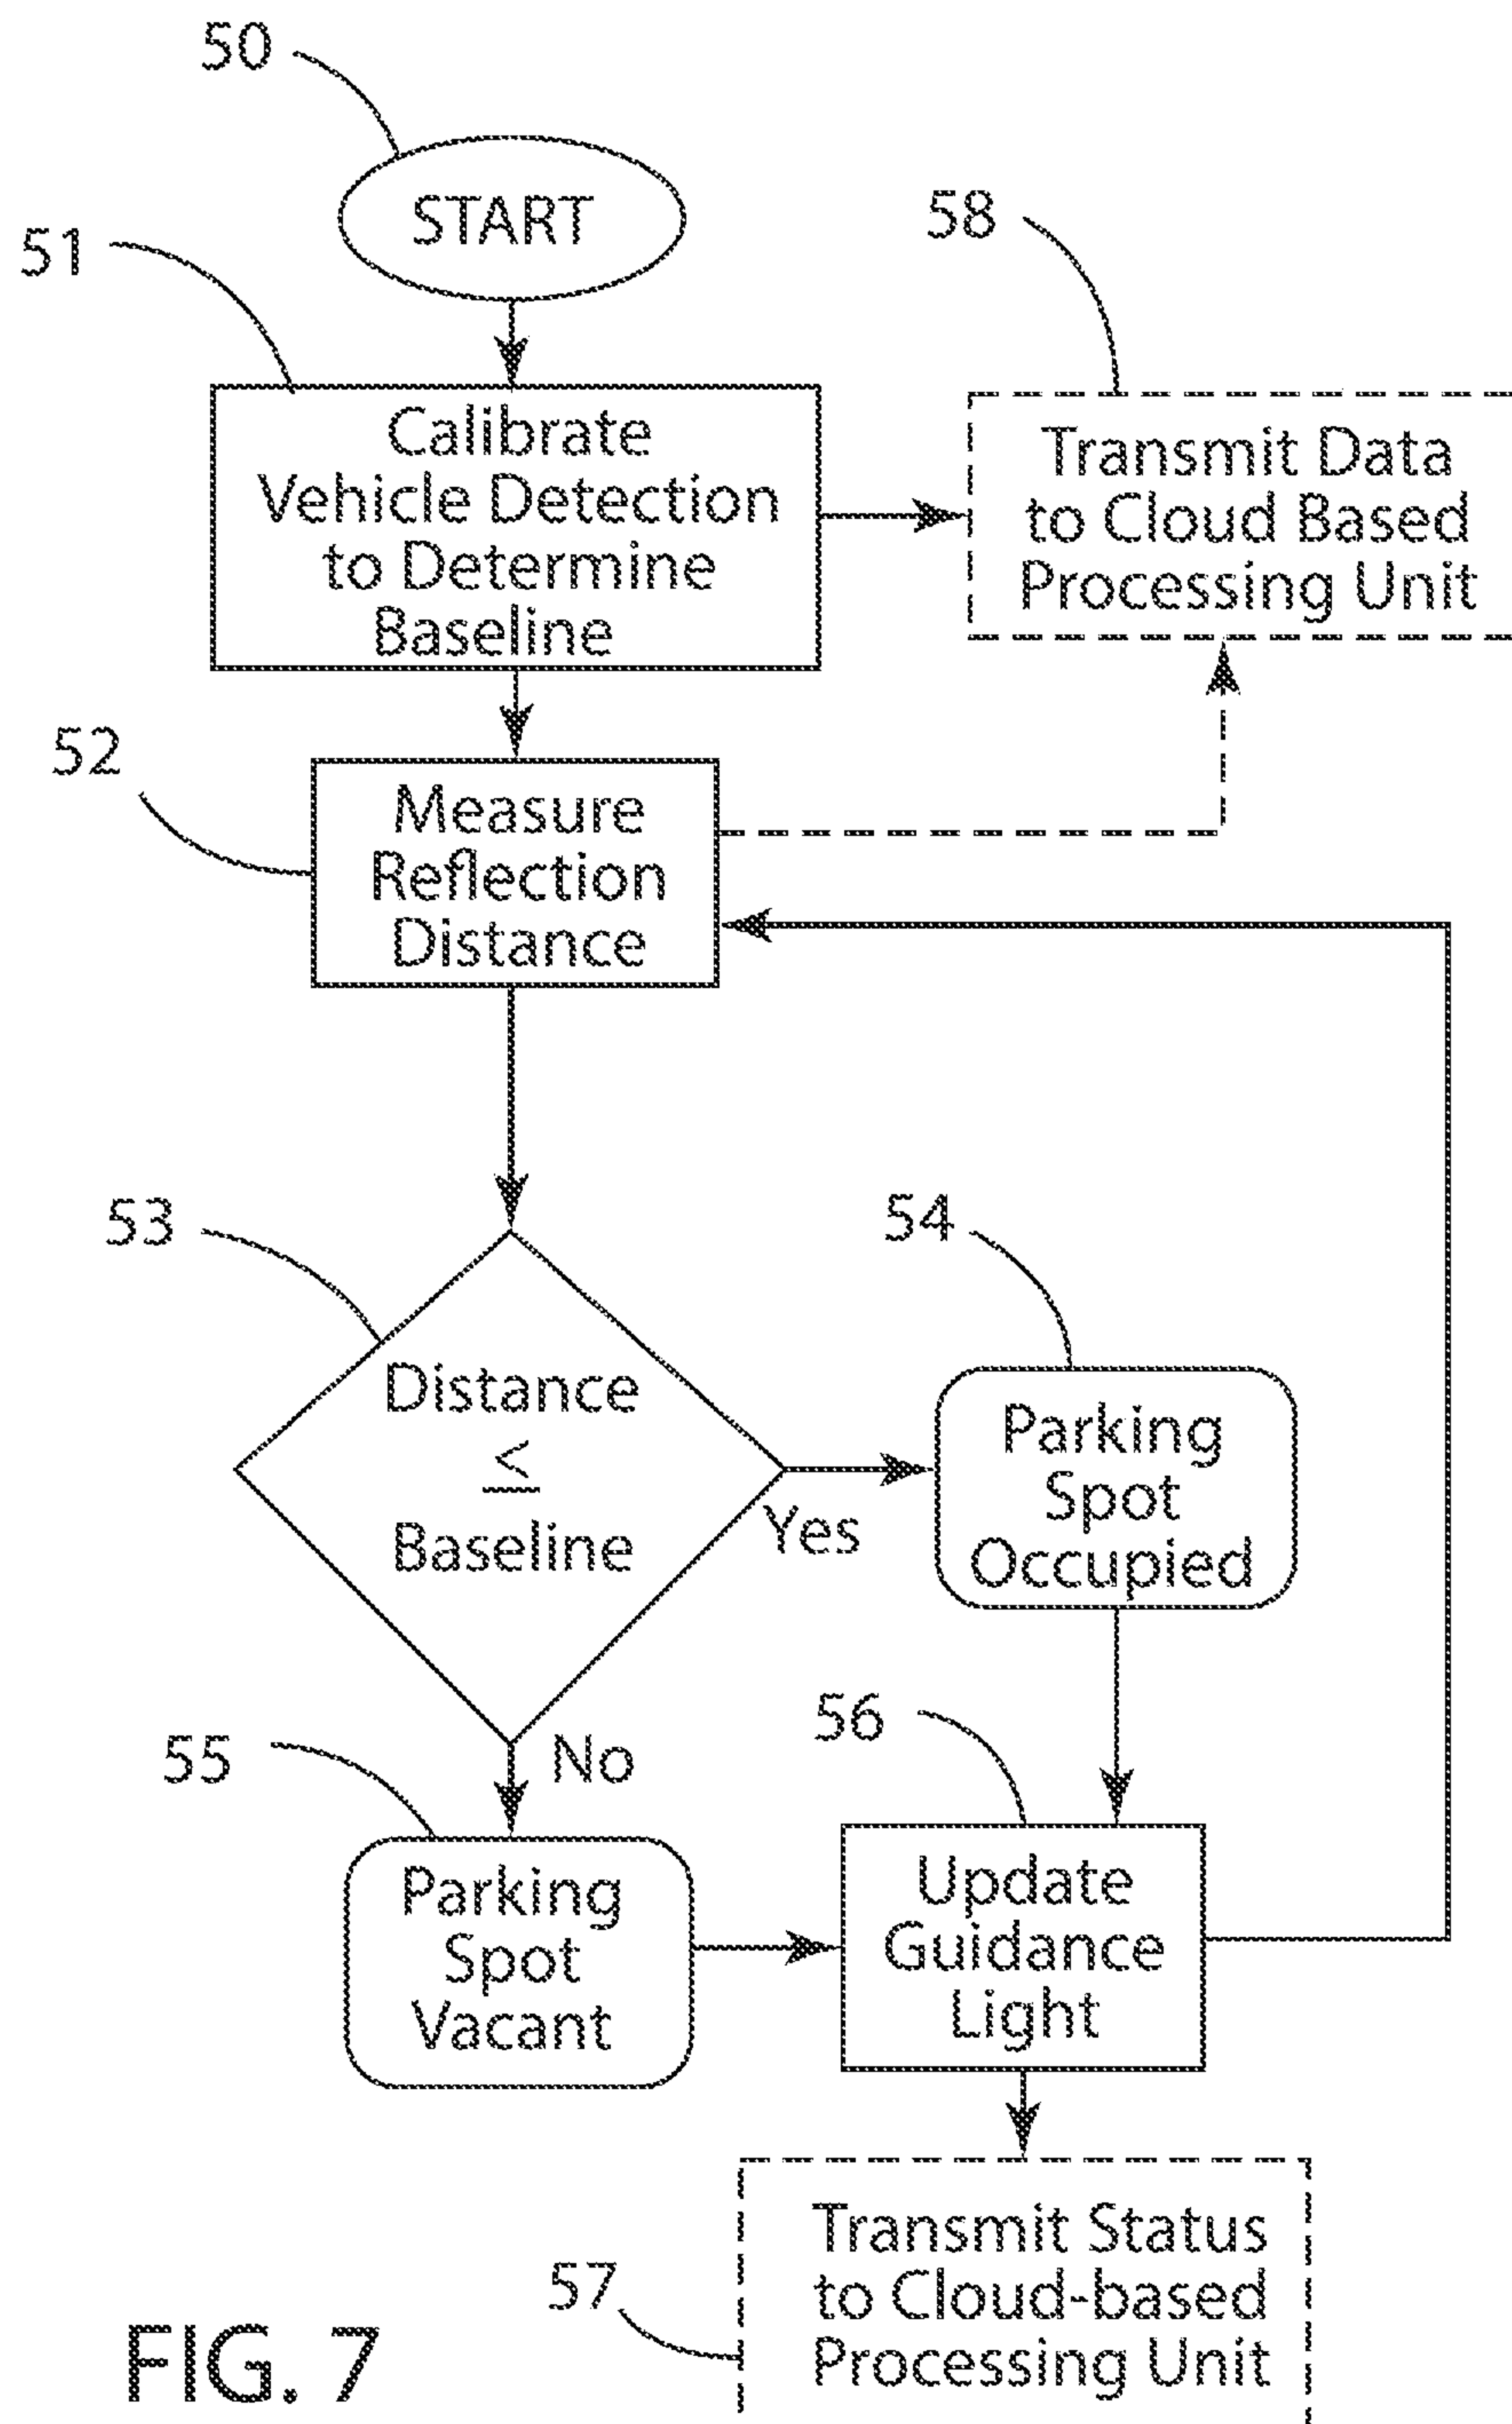 50
START
51
58
Calibrate
Vehicle Detection
to Determine
Baseline
Transmit Data
to Cloud Based
Processing Unit
52
Measure
Reflection
Distance
53
54
Distance
≤
Baseline
Yes
Parking
Spot
Occupied
No
55
56
Parking
Spot
Vacant
Update
Guidance
Light
57
Transmit Status
to Cloud-based
Processing Unit
FIG. 7